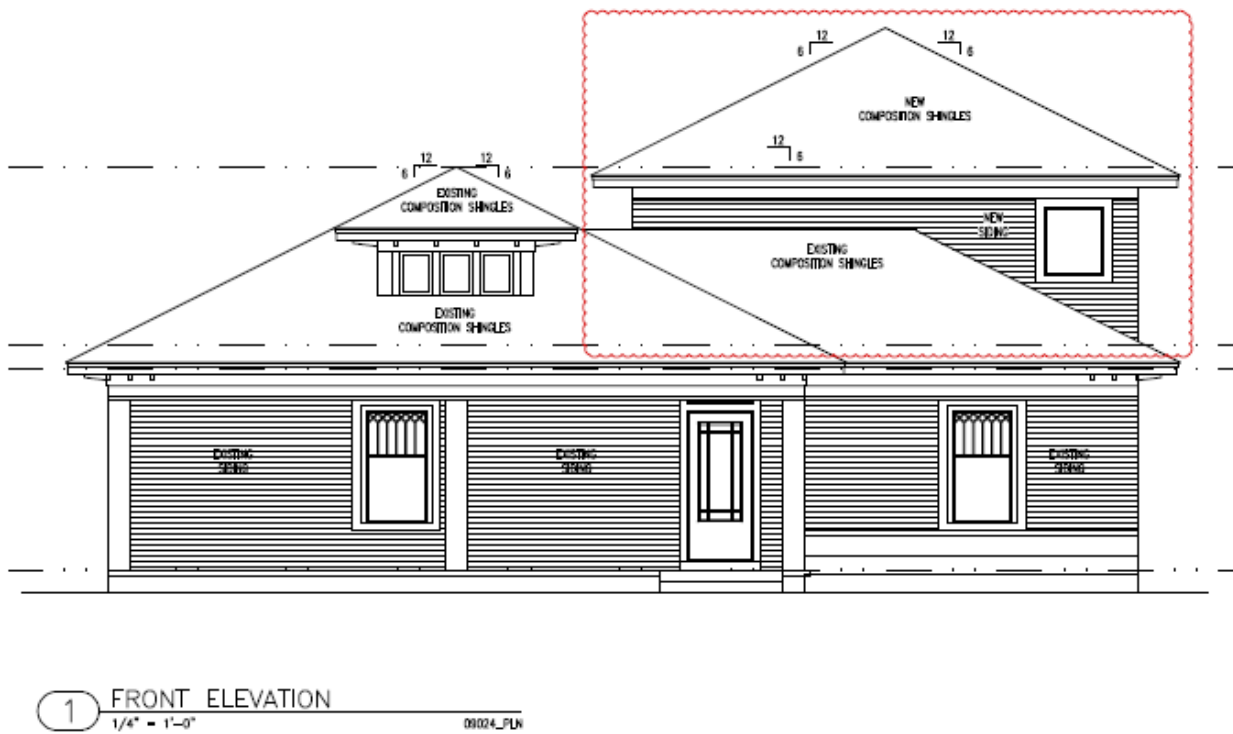 12
6
12
6
NEW
COMPOSITION SHINGLES
12
6
12
6
12
6
EXISTING
COMPOSITION SHINGLES
NEW
SIDING
EXISTING
COMPOSITION SHINGLES
EXISTING
COMPOSITION SHINGLES
EXISTING
SIDING
EXISTING
SIDING
EXISTING
SIDING
1 FRONT ELEVATION
1/4" = 1'-0" 09024_PLN